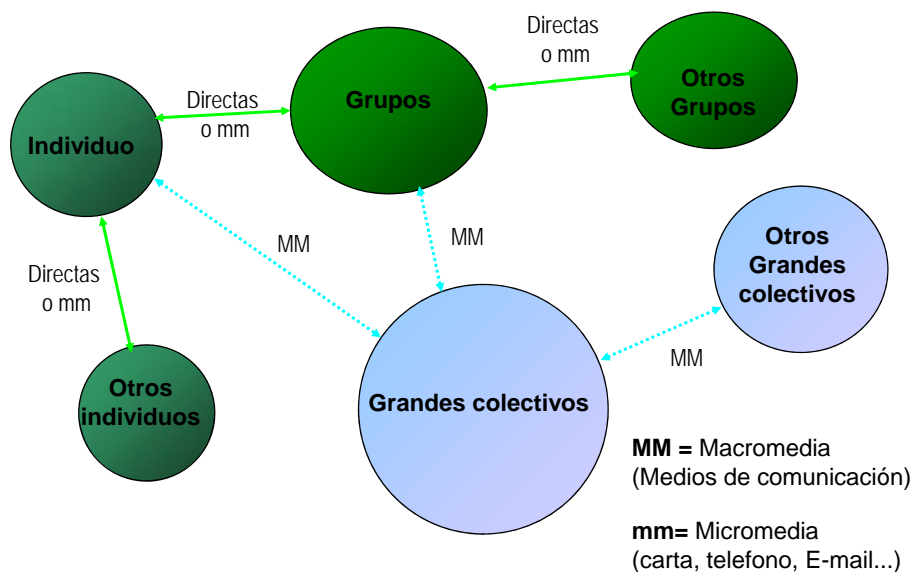 Directas
o mm
Grupos
Otros
Grupos
Directas
o mm
Individuo
MM
MM
Otros
Grandes
colectivos
Directas
o mm
MM
Otros
individuos
Grandes colectivos
MM = Macromedia
(Medios de comunicación)
mm= Micromedia
(carta, telefono, E-mail...)